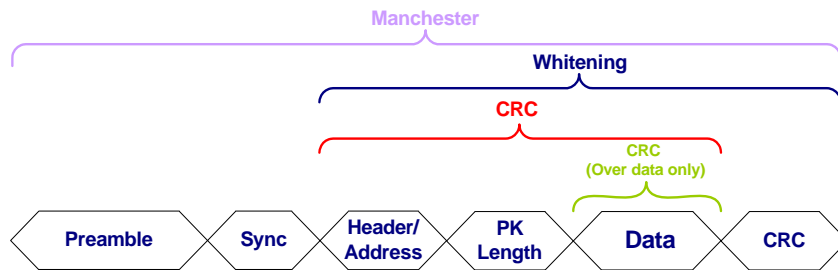 Manchester
Whitening
CRC
CRC
(Over data only)
Preamble
Sync
Header/
Address
PK
Length
Data
CRC